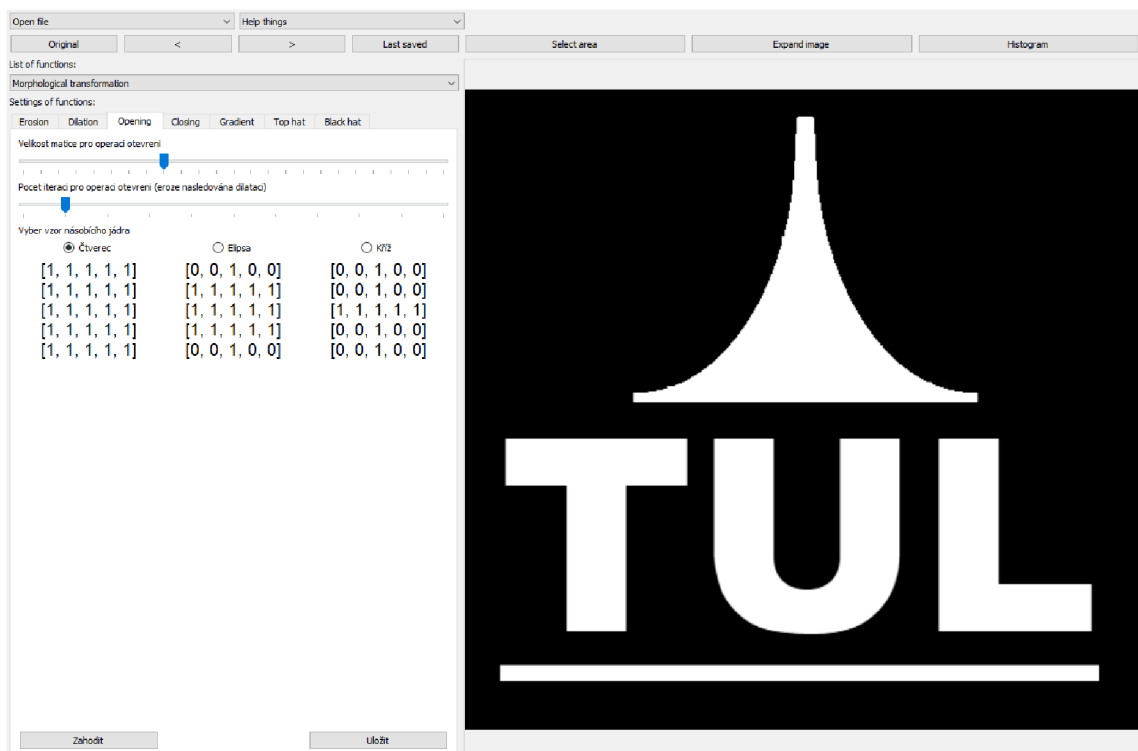 Open file Help things
Original < > Last saved Select area Expand image Histogram
List of functions:
Morphological transformation
Settings of functions:
Erosion Dilation Opening Closing Gradient Top hat Black hat
Velikost matice pro operaci otevreni
Pocet iteraci pro operaci otevreni (eroze nasledována dilataci)
Vyber vzor násobícího jádra
Čtverec Elipsa Kříž
[1, 1, 1, 1, 1] [0, 0, 1, 0, 0] [0, 0, 1, 0, 0]
[1, 1, 1, 1, 1] [1, 1, 1, 1, 1] [0, 0, 1, 0, 0]
[1, 1, 1, 1, 1] [1, 1, 1, 1, 1] [1, 1, 1, 1, 1]
[1, 1, 1, 1, 1] [1, 1, 1, 1, 1] [0, 0, 1, 0, 0]
[1, 1, 1, 1, 1] [0, 0, 1, 0, 0] [0, 0, 1, 0, 0]
TUL
Zahodit Uložit